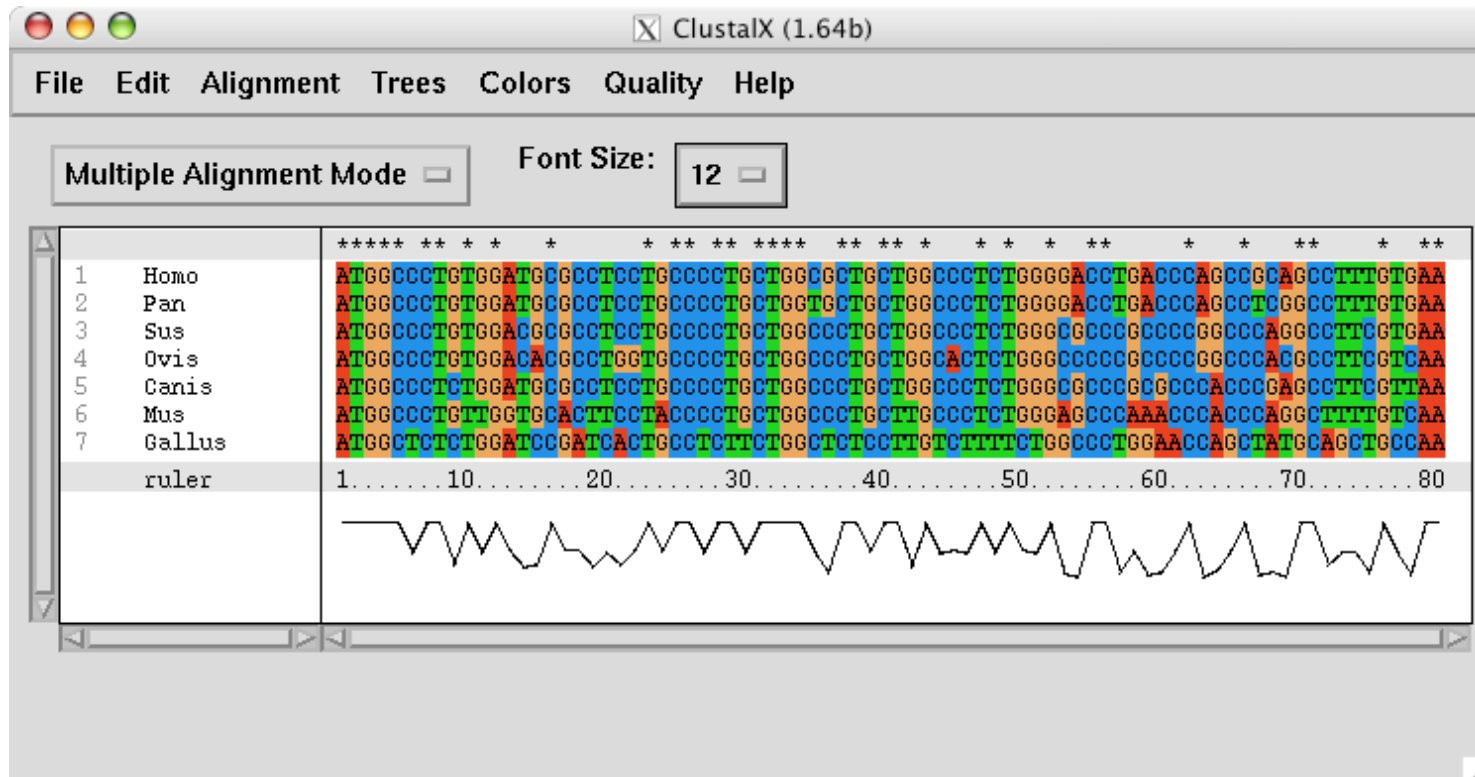 ClustalX (1.64b)
File Edit Alignment Trees Colors Quality Help
Multiple Alignment Mode Font Size: 12
***** ** * *   *      * ** ** ****  ** ** *   * *  *  **     *   *   **    *  **
1 Homo ATGGCCCTGTGGATGCGCCTCCTGCCCCTGCTGGCGCTGCTGGCCCTCTGGGGACCTGACCCAGCCGCAGCCTTTGTGAA
2 Pan ATGGCCCTGTGGATGCGCCTCCTGCCCCTGCTGGTGCTGCTGGCCCTCTGGGGACCTGACCCAGCCTCGGCCTTTGTGAA
3 Sus ATGGCCCTGTGGACGCGCCTCCTGCCCCTGCTGGCCCTGCTGGCCCTCTGGGCGCCCGCCCCGGCCCAGGCCTTCGTGAA
4 Ovis ATGGCCCTGTGGACACGCCTGGTGCCCCTGCTGGCCCTGCTGGCACTCTGGGCCCCCGCCCCGGCCCACGCCTTCGTCAA
5 Canis ATGGCCCTCTGGATGCGCCTCCTGCCCCTGCTGGCCCTGCTGGCCCTCTGGGCGCCCGCGCCCACCCGAGCCTTCGTTAA
6 Mus ATGGCCCTGTTGGTGCACTTCCTACCCCTGCTGGCCCTGCTTGCCCTCTGGGAGCCCAAACCCACCCAGGCTTTTGTCAA
7 Gallus ATGGCTCTCTGGATCCGATCACTGCCTCTTCTGGCTCTCCTTGTCTTTTCTGGCCCTGGAACCAGCTATGCAGCTGCCAA
ruler 1.......10........20........30........40........50........60........70........80